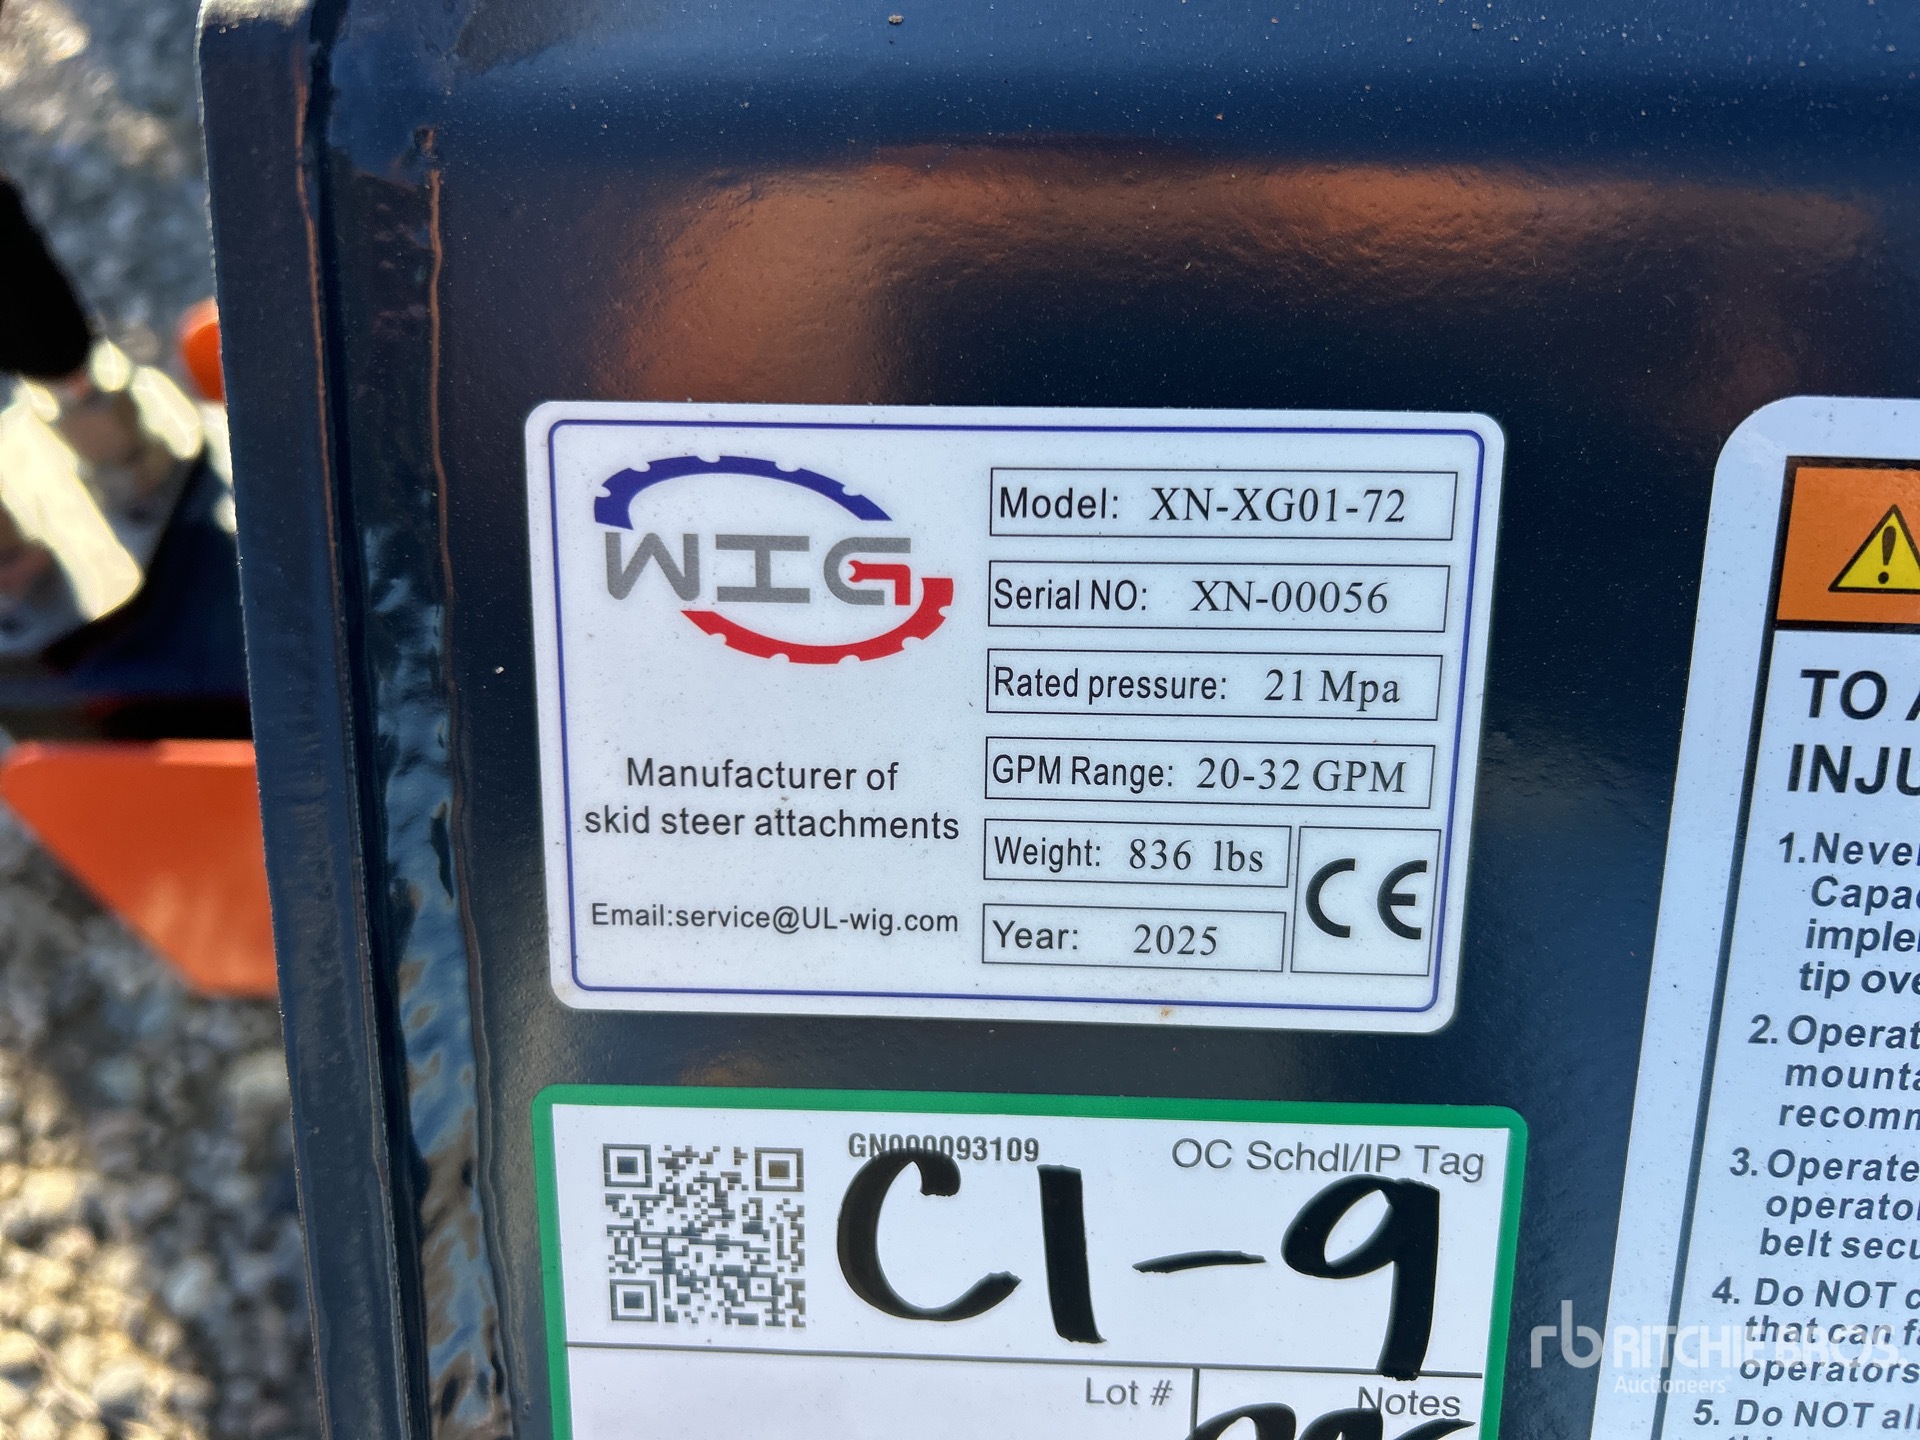 WIG
Manufacturer of
skid steer attachments
Email:service@UL-wig.com
Model: XN-XG01-72
Serial NO: XN-00056
Rated pressure: 21 Mpa
GPM Range: 20-32 GPM
Weight: 836 lbs
Year: 2025
CE
GN000093109
OC Schdl/IP Tag
C1-9
Lot #
Notes
TO
INJU
1.Never
Capac
imple
tip ove
2. Operat
mounta
recomm
3. Operate
operator
belt secu
4. Do NOT c
that can f
operators
5. Do NOT all
rb RITCHIE BROS.
Auctioneers